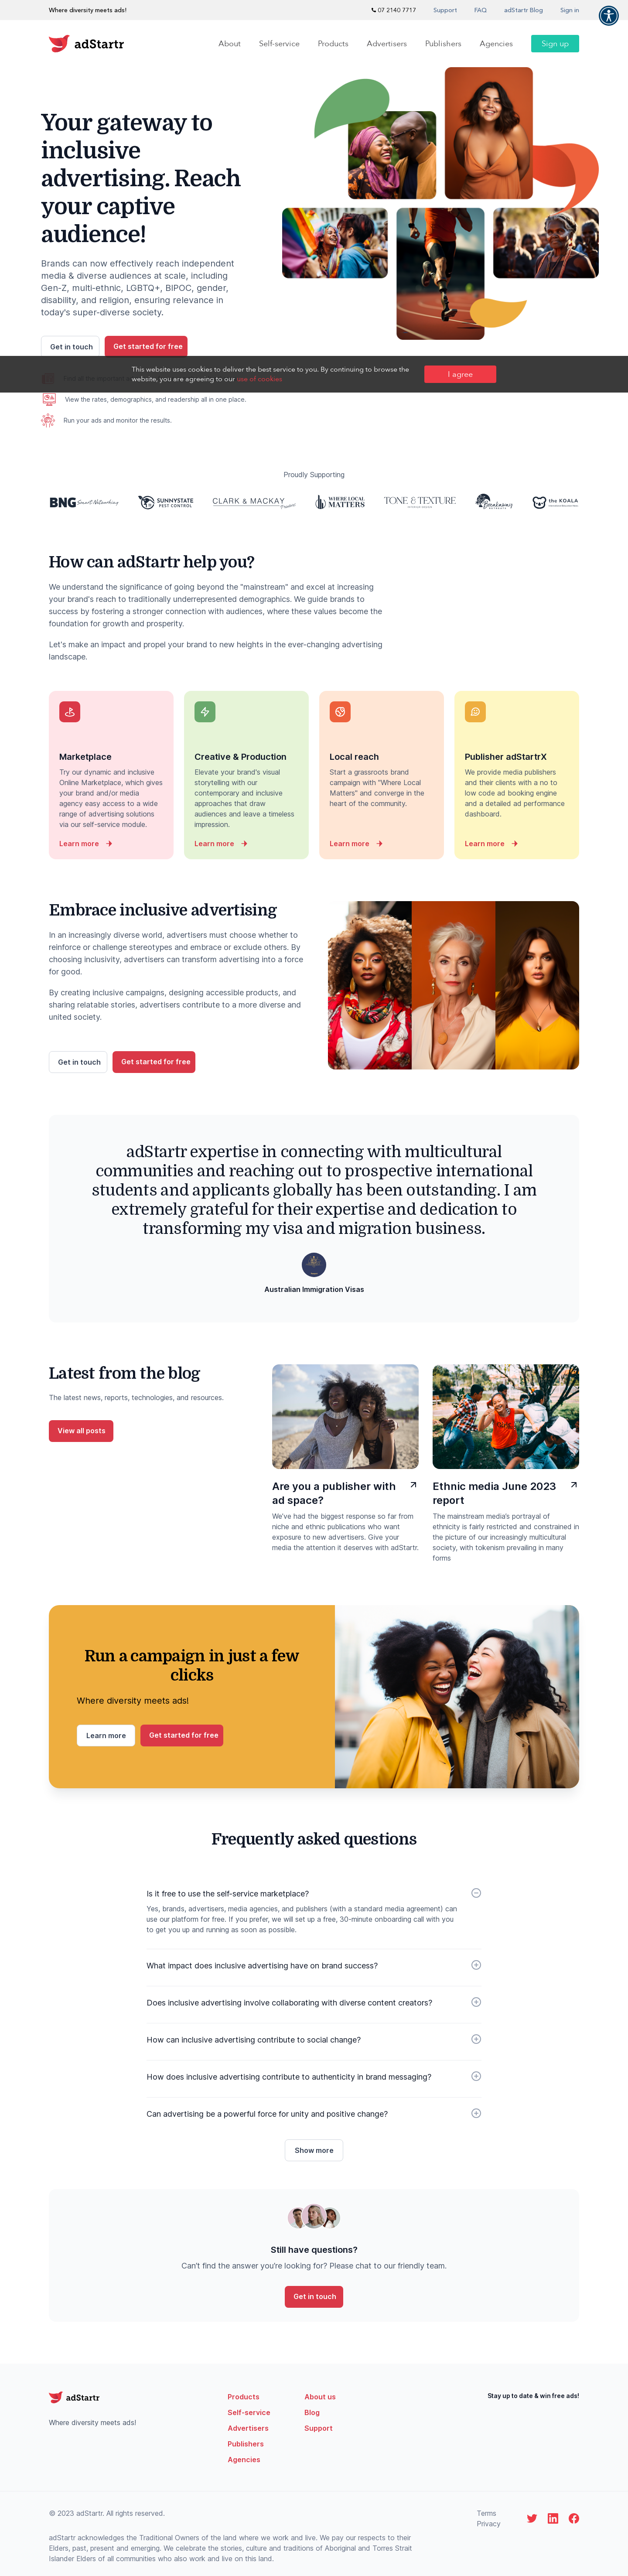 Where diversity meets ads!
07 2140 7717
Support
FAQ
adStartr Blog
Sign in
adStartr
About
Self-service
Products
Advertisers
Publishers
Agencies
Sign up
Your gateway to
inclusive
advertising. Reach
your captive
audience!
Brands can now effectively reach independent
media & diverse audiences at scale, including
Gen-Z, multi-ethnic, LGBTQ+, BIPOC, gender,
disability, and religion, ensuring relevance in
today's super-diverse society.
Get in touch
Get started for free
This website uses cookies to deliver the best service to you. By continuing to browse the
website, you are agreeing to our use of cookies
I agree
View the rates, demographics, and readership all in one place.
Run your ads and monitor the results.
Proudly Supporting
BNG Smart Networking
SUNNYSTATE
PEST CONTROL
CLARK & MACKAY
WHERE LOCAL
MATTERS
TONE & TEXTURE
Breakaways
the KOALA
How can adStartr help you?
We understand the significance of going beyond the "mainstream" and excel at increasing
your brand's reach to traditionally underrepresented demographics. We guide brands to
success by fostering a stronger connection with audiences, where these values become the
foundation for growth and prosperity.
Let's make an impact and propel your brand to new heights in the ever-changing advertising
landscape.
Marketplace
Try our dynamic and inclusive
Online Marketplace, which gives
your brand and/or media
agency easy access to a wide
range of advertising solutions
via our self-service module.
Learn more
Creative & Production
Elevate your brand's visual
storytelling with our
contemporary and inclusive
approaches that draw
audiences and leave a timeless
impression.
Learn more
Local reach
Start a grassroots brand
campaign with "Where Local
Matters" and converge in the
heart of the community.
Learn more
Publisher adStartrX
We provide media publishers
and their clients with a no to
low code ad booking engine
and a detailed ad performance
dashboard.
Learn more
Embrace inclusive advertising
In an increasingly diverse world, advertisers must choose whether to
reinforce or challenge stereotypes and embrace or exclude others. By
choosing inclusivity, advertisers can transform advertising into a force
for good.
By creating inclusive campaigns, designing accessible products, and
sharing relatable stories, advertisers contribute to a more diverse and
united society.
Get in touch
Get started for free
adStartr expertise in connecting with multicultural
communities and reaching out to prospective international
students and applicants globally has been outstanding. I am
extremely grateful for their expertise and dedication to
transforming my visa and migration business.
Australian Immigration Visas
Latest from the blog
The latest news, reports, technologies, and resources.
View all posts
Are you a publisher with
ad space?
We've had the biggest response so far from
niche and ethnic publications who want
exposure to new advertisers. Give your
media the attention it deserves with adStartr.
Ethnic media June 2023
report
The mainstream media's portrayal of
ethnicity is fairly restricted and constrained in
the picture of our increasingly multicultural
society, with tokenism prevailing in many
forms
Run a campaign in just a few
clicks
Where diversity meets ads!
Learn more
Get started for free
Frequently asked questions
Is it free to use the self-service marketplace?
Yes, brands, advertisers, media agencies, and publishers (with a standard media agreement) can
use our platform for free. If you prefer, we will set up a free, 30-minute onboarding call with you
to get you up and running as soon as possible.
What impact does inclusive advertising have on brand success?
Does inclusive advertising involve collaborating with diverse content creators?
How can inclusive advertising contribute to social change?
How does inclusive advertising contribute to authenticity in brand messaging?
Can advertising be a powerful force for unity and positive change?
Show more
Still have questions?
Can't find the answer you're looking for? Please chat to our friendly team.
Get in touch
adStartr
Where diversity meets ads!
Products
Self-service
Advertisers
Publishers
Agencies
About us
Blog
Support
Stay up to date & win free ads!
© 2023 adStartr. All rights reserved.
Terms
Privacy
adStartr acknowledges the Traditional Owners of the land where we work and live. We pay our respects to their
Elders, past, present and emerging. We celebrate the stories, culture and traditions of Aboriginal and Torres Strait
Islander Elders of all communities who also work and live on this land.